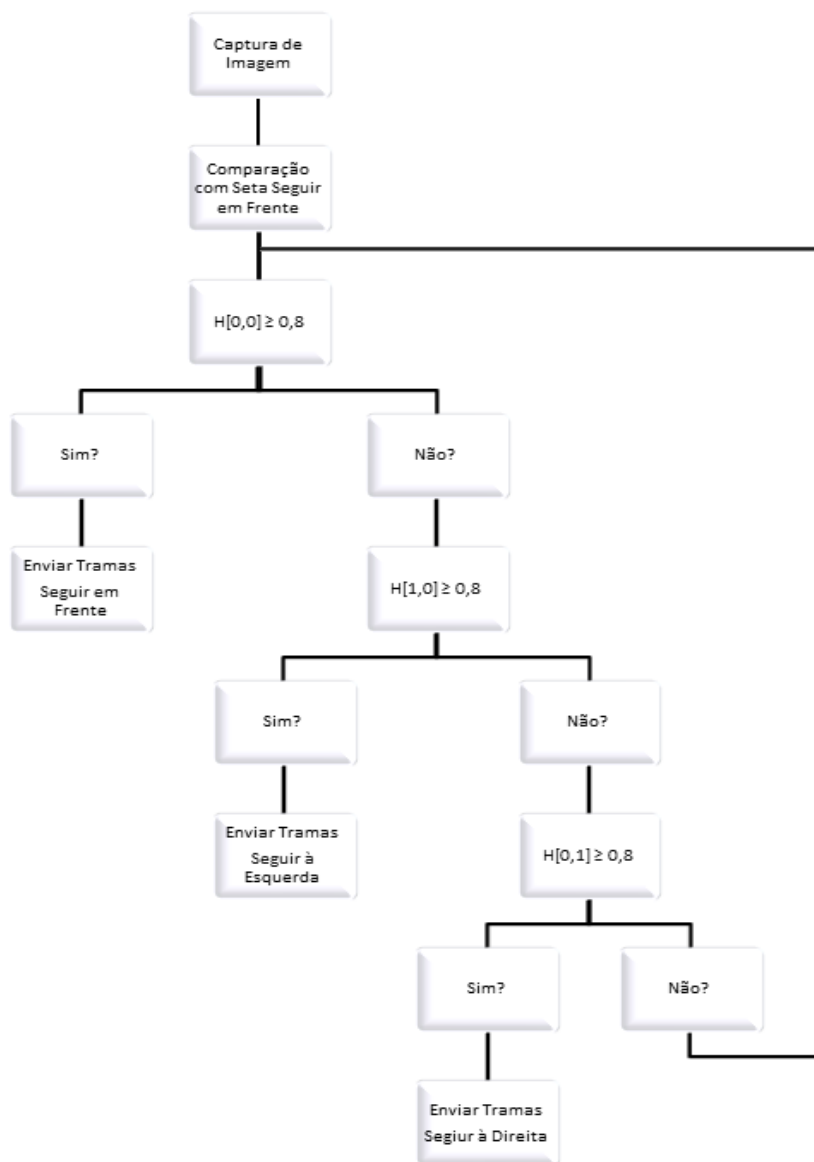 Captura de
Imagem
Comparação
com Seta Seguir
em Frente
H[0,0] ≥ 0,8
Sim?
Não?
Enviar Tramas
Seguir em
Frente
H[1,0] ≥ 0,8
Sim?
Não?
Enviar Tramas
Seguir à
Esquerda
H[0,1] ≥ 0,8
Sim?
Não?
Enviar Tramas
Segiur à Direita